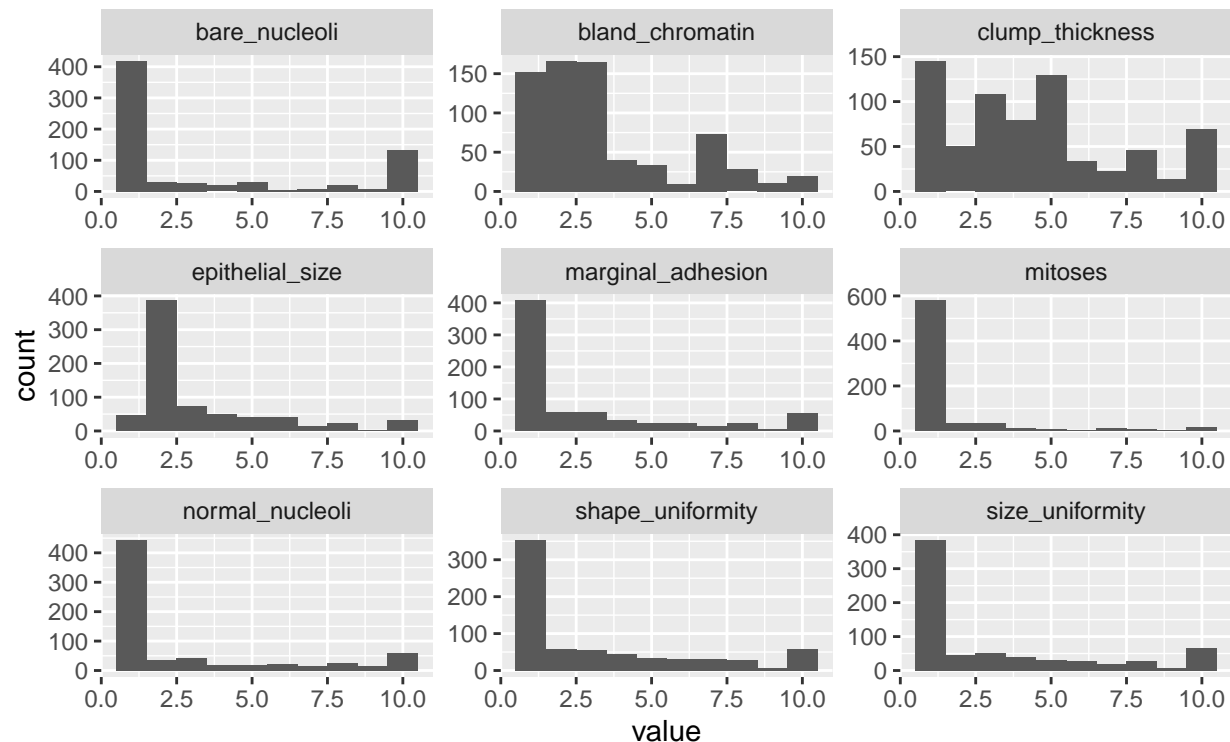 bare_nucleoli
bland_chromatin
clump_thickness
400
300
200
100
0
0.0 2.5 5.0 7.5 10.0
150
100
50
0
0.0 2.5 5.0 7.5 10.0
150
100
50
0
0.0 2.5 5.0 7.5 10.0
epithelial_size
marginal_adhesion
mitoses
400
300
200
100
0
0.0 2.5 5.0 7.5 10.0
400
300
200
100
0
0.0 2.5 5.0 7.5 10.0
600
400
200
0
0.0 2.5 5.0 7.5 10.0
normal_nucleoli
shape_uniformity
size_uniformity
400
300
200
100
0
0.0 2.5 5.0 7.5 10.0
300
200
100
0
0.0 2.5 5.0 7.5 10.0
400
300
200
100
0
0.0 2.5 5.0 7.5 10.0
count
value